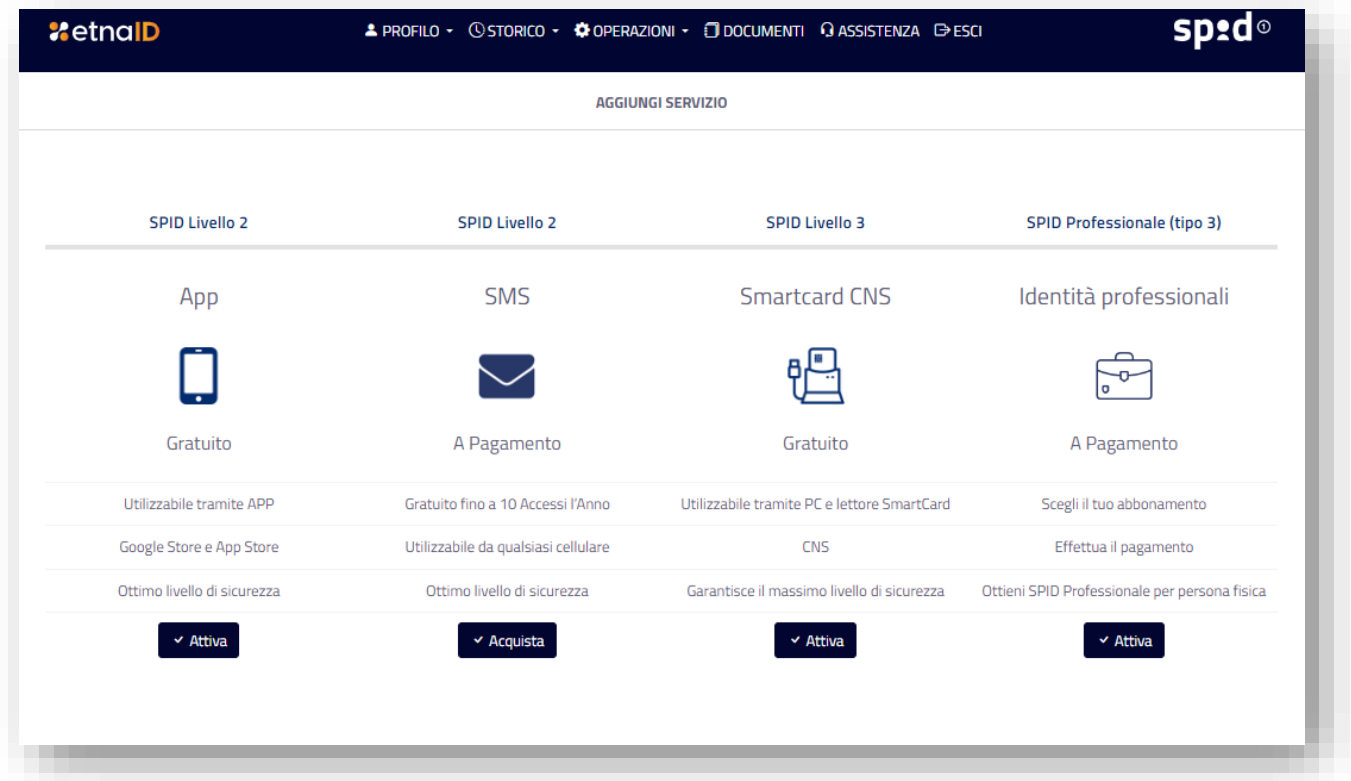 etnaID
PROFILO STORICO OPERAZIONI DOCUMENTI ASSISTENZA ESCI
spid 1
AGGIUNGI SERVIZIO
SPID Livello 2 SPID Livello 2 SPID Livello 3 SPID Professionale (tipo 3)
App SMS Smartcard CNS Identità professionali
Gratuito A Pagamento Gratuito A Pagamento
Utilizzabile tramite APP Gratuito fino a 10 Accessi l'Anno Utilizzabile tramite PC e lettore SmartCard Scegli il tuo abbonamento
Google Store e App Store Utilizzabile da qualsiasi cellulare CNS Effettua il pagamento
Ottimo livello di sicurezza Ottimo livello di sicurezza Garantisce il massimo livello di sicurezza Ottieni SPID Professionale per persona fisica
Attiva Acquista Attiva Attiva